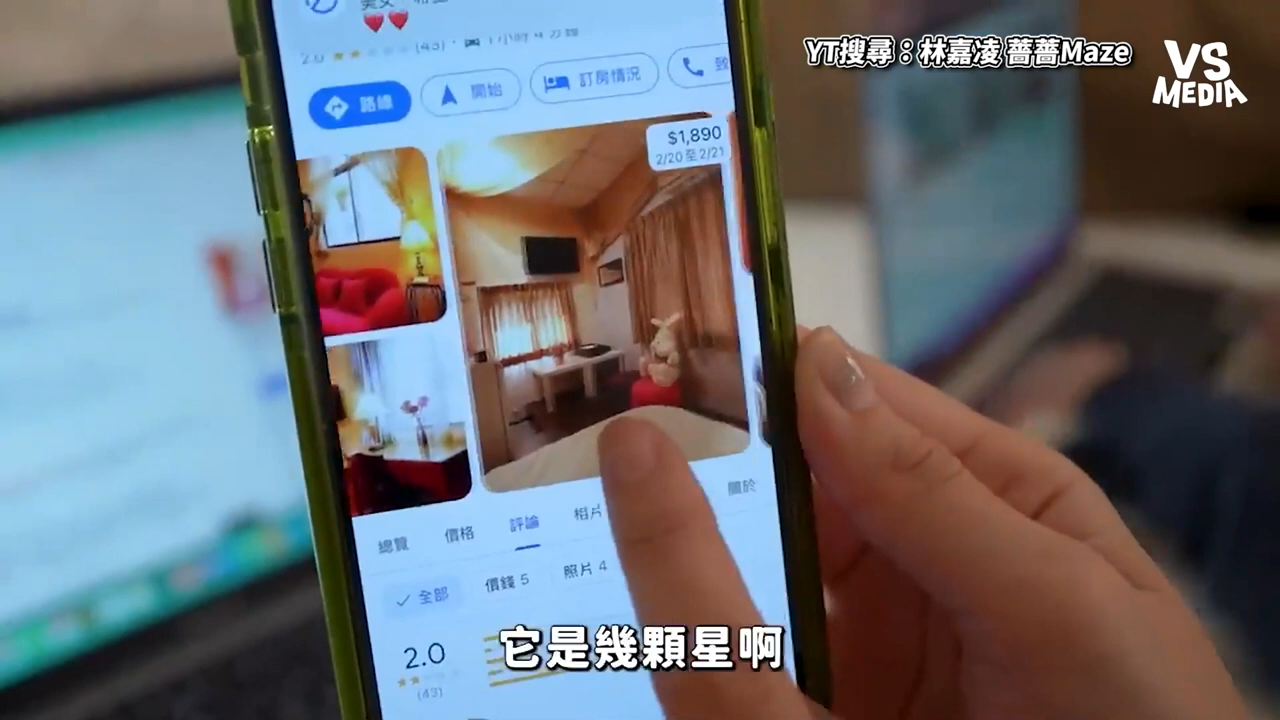 YT搜尋：林嘉凌 薔薔Maze
VS
MEDIA
2.0 (43)
路線
開始
訂房情況
致
$1,890
2/20 至 2/21
總覽
價格
評論
相片
關於
全部
價錢 5
照片 4
2.0
(43)
它是幾顆星啊